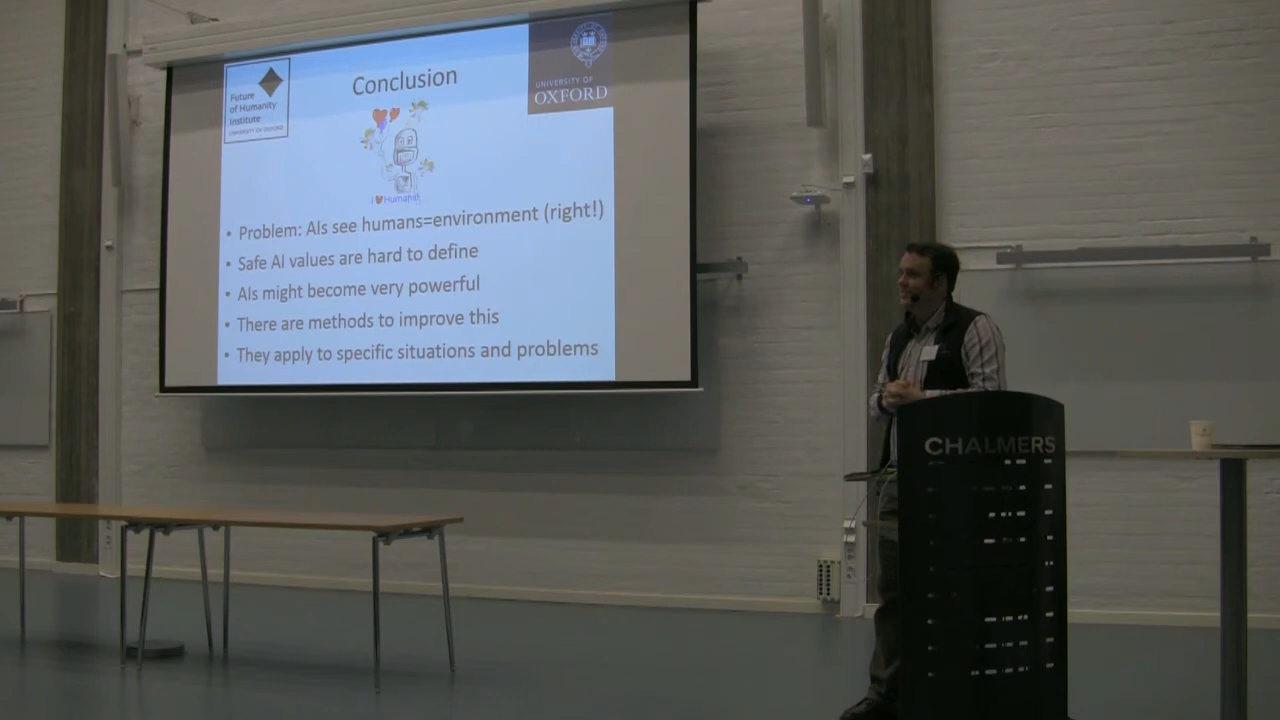 Future
of Humanity
Institute
UNIVERSITY OF OXFORD
Conclusion
UNIVERSITY OF
OXFORD
I Humans!
• Problem: AIs see humans=environment (right!)
• Safe AI values are hard to define
• AIs might become very powerful
• There are methods to improve this
• They apply to specific situations and problems
CHALMERS